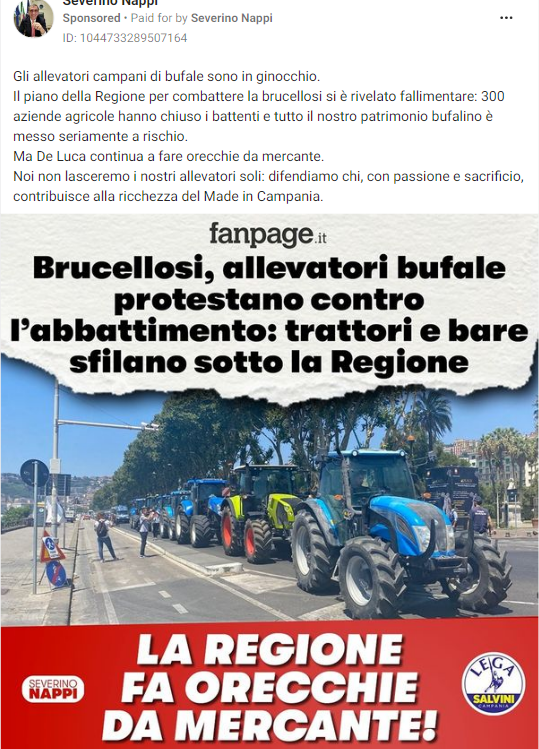 Severino Nappi
Sponsored • Paid for by Severino Nappi
ID: 1044733289507164
Gli allevatori campani di bufale sono in ginocchio.
Il piano della Regione per combattere la brucellosi si è rivelato fallimentare: 300
aziende agricole hanno chiuso i battenti e tutto il nostro patrimonio bufalino è
messo seriamente a rischio.
Ma De Luca continua a fare orecchie da mercante.
Noi non lasceremo i nostri allevatori soli: difendiamo chi, con passione e sacrificio,
contribuisce alla ricchezza del Made in Campania.
fanpage.it
Brucellosi, allevatori bufale
protestano contro
l'abbattimento: trattori e bare
sfilano sotto la Regione
LA REGIONE
FA ORECCHIE
DA MERCANTE!
SEVERINO
NAPPI
LEGA
SALVINI
CAMPANIA